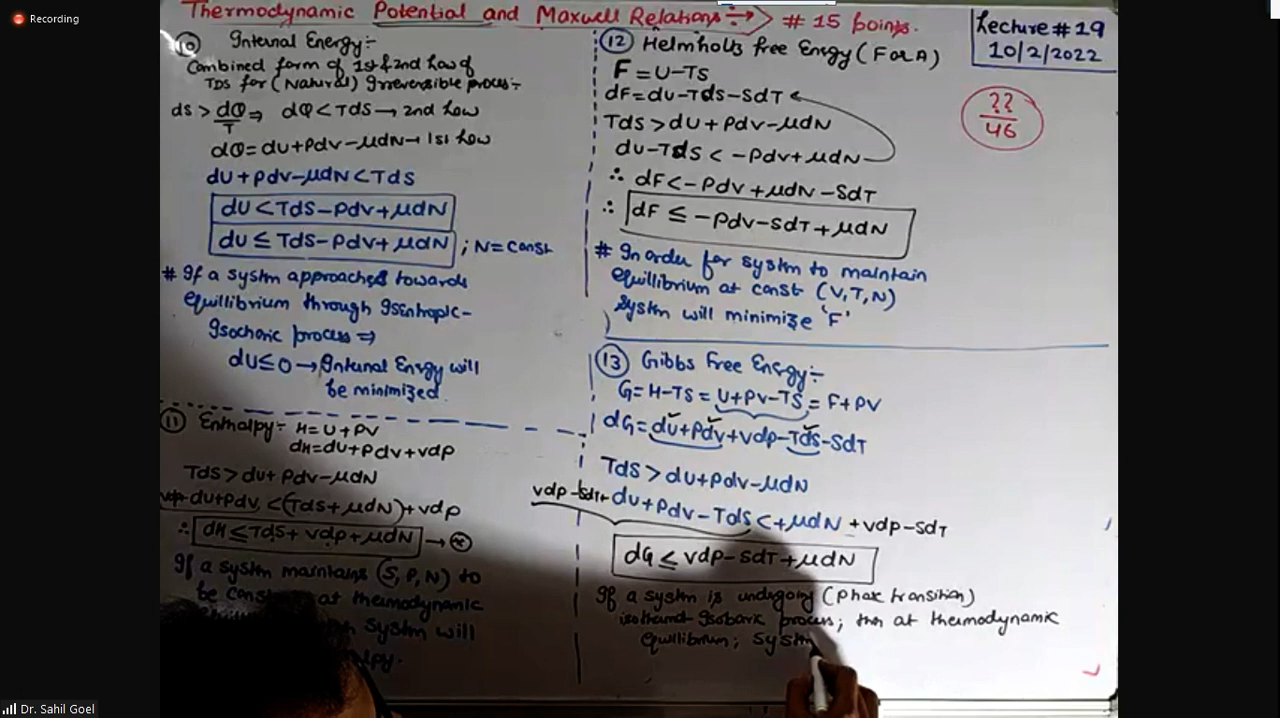 Recording
Thermodynamic Potential and Maxwell Relations ⇒ # 15 points.
Lecture # 19
10/2/2022
??
46
10 Internal Energy:-
Combined form of 1st & 2nd Law of
TDS for (Natural) Irreversible process:-
ds > dQ/T ⇒ dQ < TdS → 2nd Law
dQ = dU + PdV - μdN → 1st Law
dU + PdV - μdN < TdS
dU < TdS - PdV + μdN
dU ≤ TdS - PdV + μdN ; N = const
# If a system approaches towards
equillibrium through Isentropic-
Isochoric process ⇒
dU ≤ 0 → Internal Energy will
be minimized
11 Enthalpy:- H = U + PV
dH = dU + PdV + VdP
TdS > dU + PdV - μdN
VdP + dU + PdV < (TdS + μdN) + VdP
∴ dH ≤ TdS + VdP + μdN → *
If a system maintains (S, P, N) to
be const at thermodynamic
system will
12 Helmholtz free Energy (F or A)
F = U - TS
dF = dU - TdS - SdT
TdS > dU + PdV - μdN
dU - TdS < -PdV + μdN
∴ dF < -PdV + μdN - SdT
∴ dF ≤ -PdV - SdT + μdN
# In order for system to maintain
equillibrium at const (V, T, N)
system will minimize 'F'
13 Gibbs Free Energy:-
G = H - TS = U + PV - TS = F + PV
dG = dU + PdV + VdP - TdS - SdT
TdS > dU + PdV - μdN
VdP - SdT + dU + PdV - TdS < + μdN + VdP - SdT
dG ≤ VdP - SdT + μdN
If a system is undergoing (Phase transition)
isothermal Isobaric process; then at thermodynamic
equillibrium; System
Dr. Sahil Goel